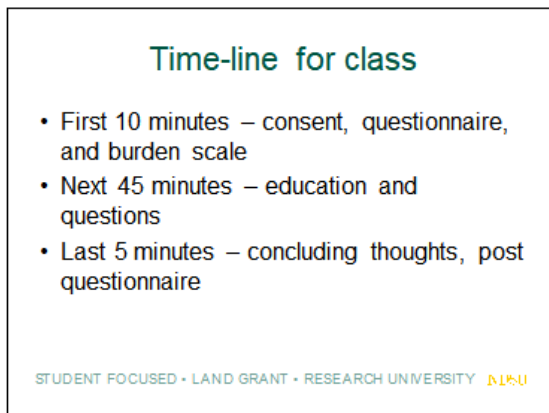 Time-line for class
• First 10 minutes – consent, questionnaire,
and burden scale
• Next 45 minutes – education and
questions
• Last 5 minutes – concluding thoughts, post
questionnaire
STUDENT FOCUSED • LAND GRANT • RESEARCH UNIVERSITY